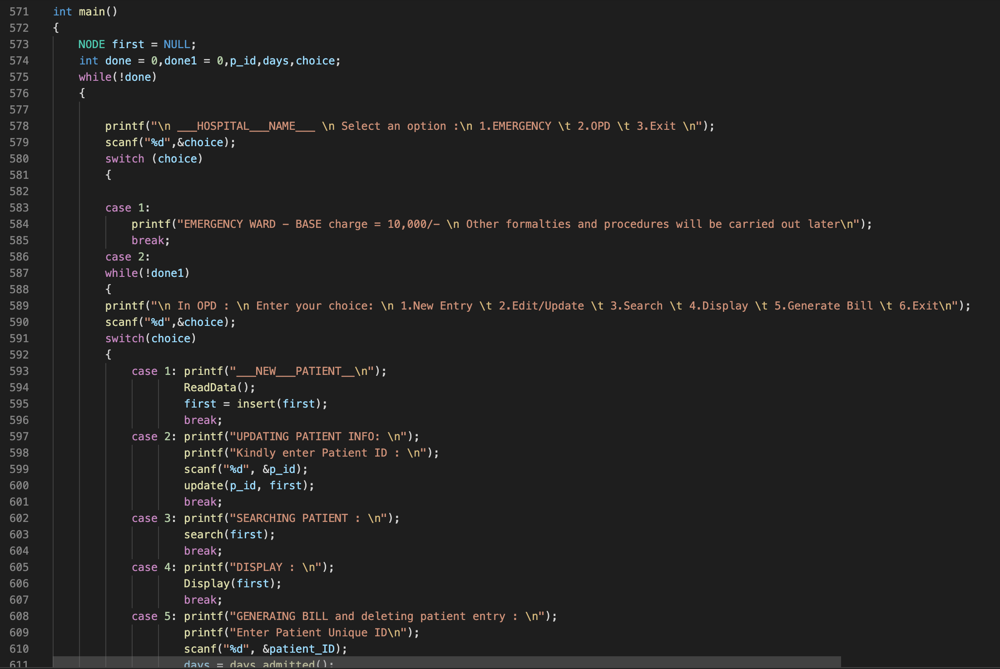 571 int main()
572 {
573 NODE first = NULL;
574 int done = 0,done1 = 0,p_id,days,choice;
575 while(!done)
576 {
577
578 printf("\n ___HOSPITAL___NAME___ \n Select an option :\n 1.EMERGENCY \t 2.OPD \t 3.Exit \n");
579 scanf("%d",&choice);
580 switch (choice)
581 {
582
583 case 1:
584 printf("EMERGENCY WARD - BASE charge = 10,000/- \n Other formalties and procedures will be carried out later\n");
585 break;
586 case 2:
587 while(!done1)
588 {
589 printf("\n In OPD : \n Enter your choice: \n 1.New Entry \t 2.Edit/Update \t 3.Search \t 4.Display \t 5.Generate Bill \t 6.Exit\n");
590 scanf("%d",&choice);
591 switch(choice)
592 {
593 case 1: printf("___NEW___PATIENT__\n");
594 ReadData();
595 first = insert(first);
596 break;
597 case 2: printf("UPDATING PATIENT INFO: \n");
598 printf("Kindly enter Patient ID : \n");
599 scanf("%d", &p_id);
600 update(p_id, first);
601 break;
602 case 3: printf("SEARCHING PATIENT : \n");
603 search(first);
604 break;
605 case 4: printf("DISPLAY : \n");
606 Display(first);
607 break;
608 case 5: printf("GENERAING BILL and deleting patient entry : \n");
609 printf("Enter Patient Unique ID\n");
610 scanf("%d", &patient_ID);
611 days = days_admitted();